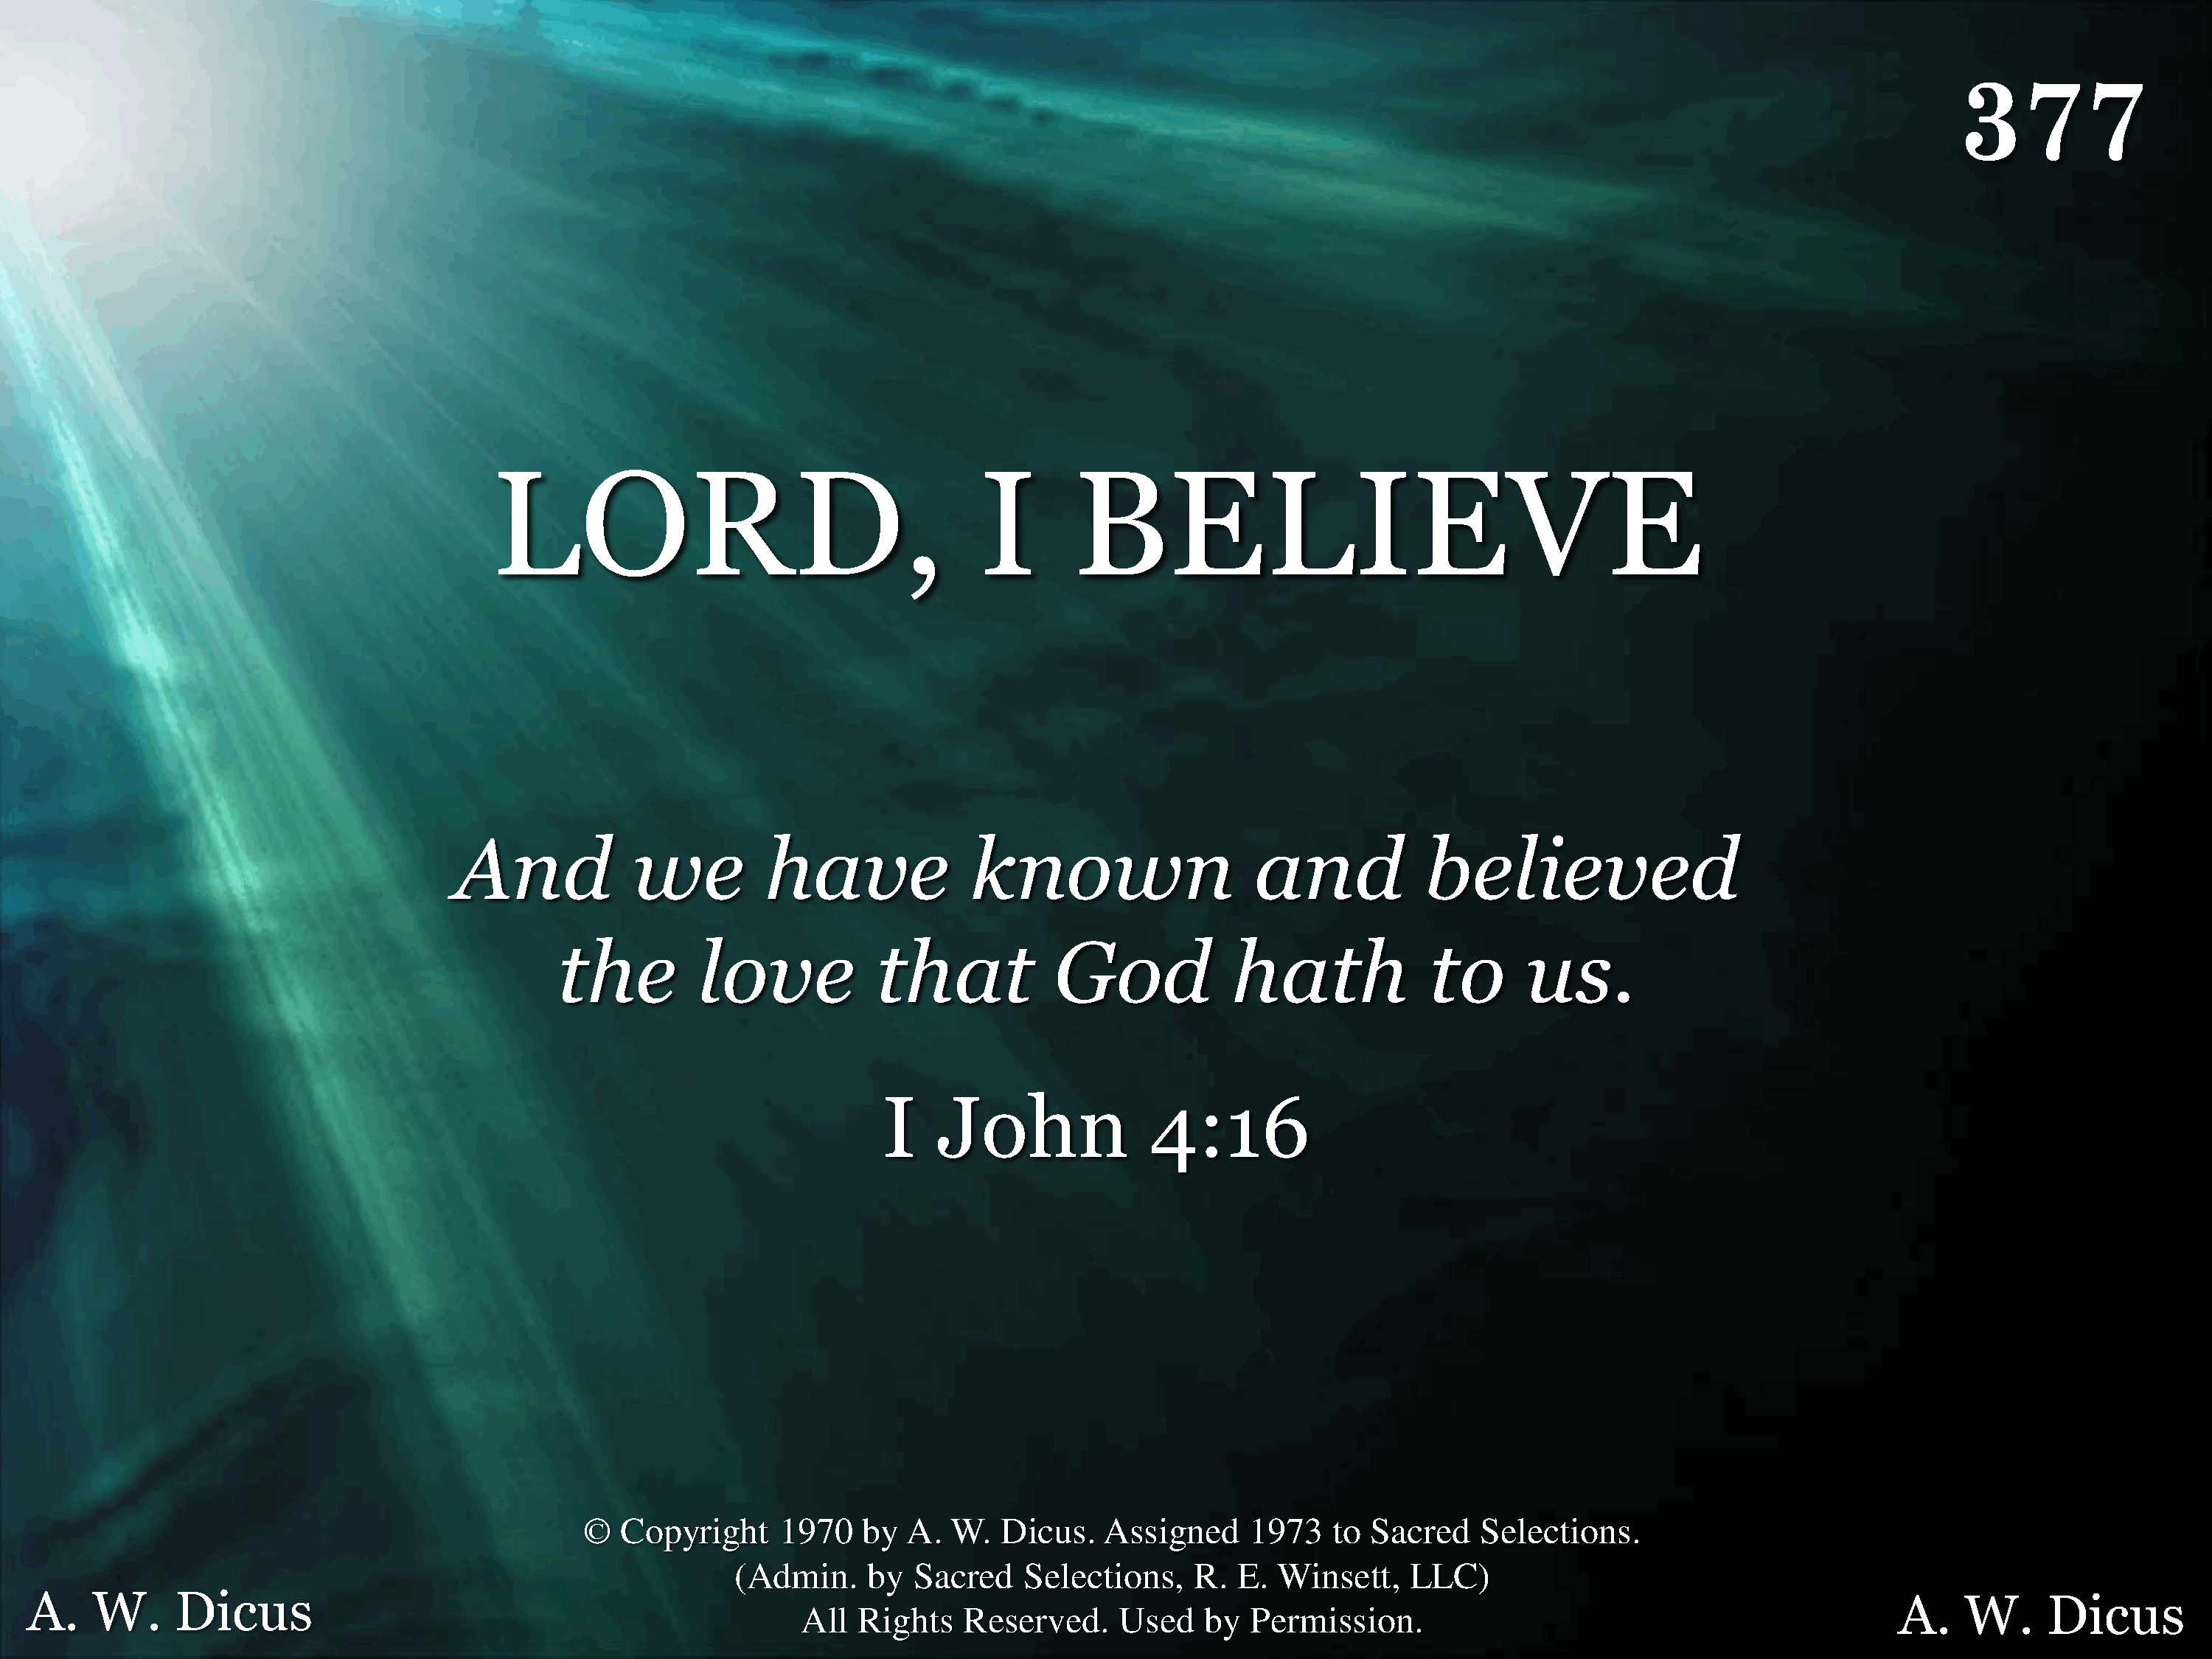 377
LORD, I BELIEVE
And we have known and believed
the love that God hath to us.
I John 4:16
© Copyright 1970 by A. W. Dicus. Assigned 1973 to Sacred Selections.
(Admin. by Sacred Selections, R. E. Winsett, LLC)
All Rights Reserved. Used by Permission.
A. W. Dicus
A. W. Dicus